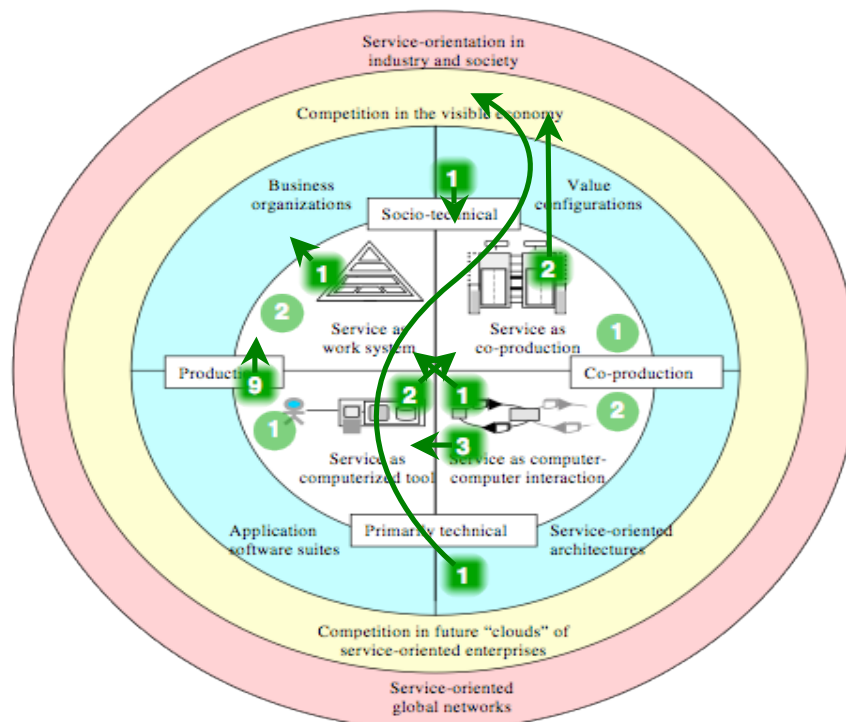 Service-orientation in
industry and society
Competition in the visible economy
Business
organizations
1
Value
configurations
Socio-technical
1
2
2
Service as
work system
Service as
co-production
1
Production
9
Co-production
2
1
2
1
3
Service as
computerized tool
Service as computer-
computer interaction
Application
software suites
Primarily technical
Service-oriented
architectures
1
Competition in future “clouds” of
service-oriented enterprises
Service-oriented
global networks